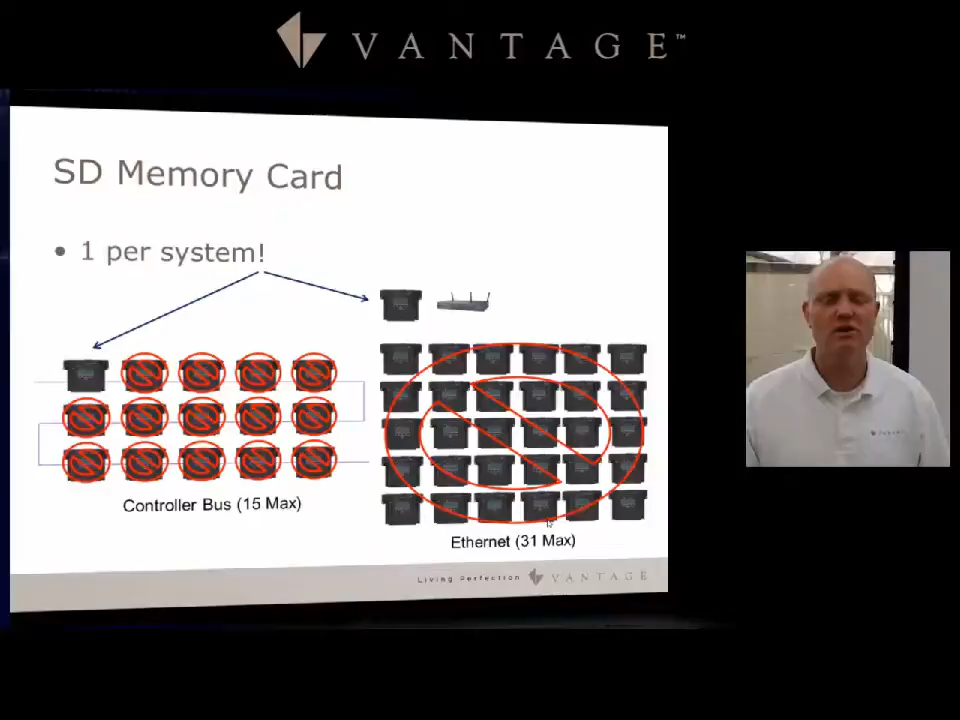 VANTAGE™
SD Memory Card
• 1 per system!
Controller Bus (15 Max)
Ethernet (31 Max)
Living Perfection VANTAGE